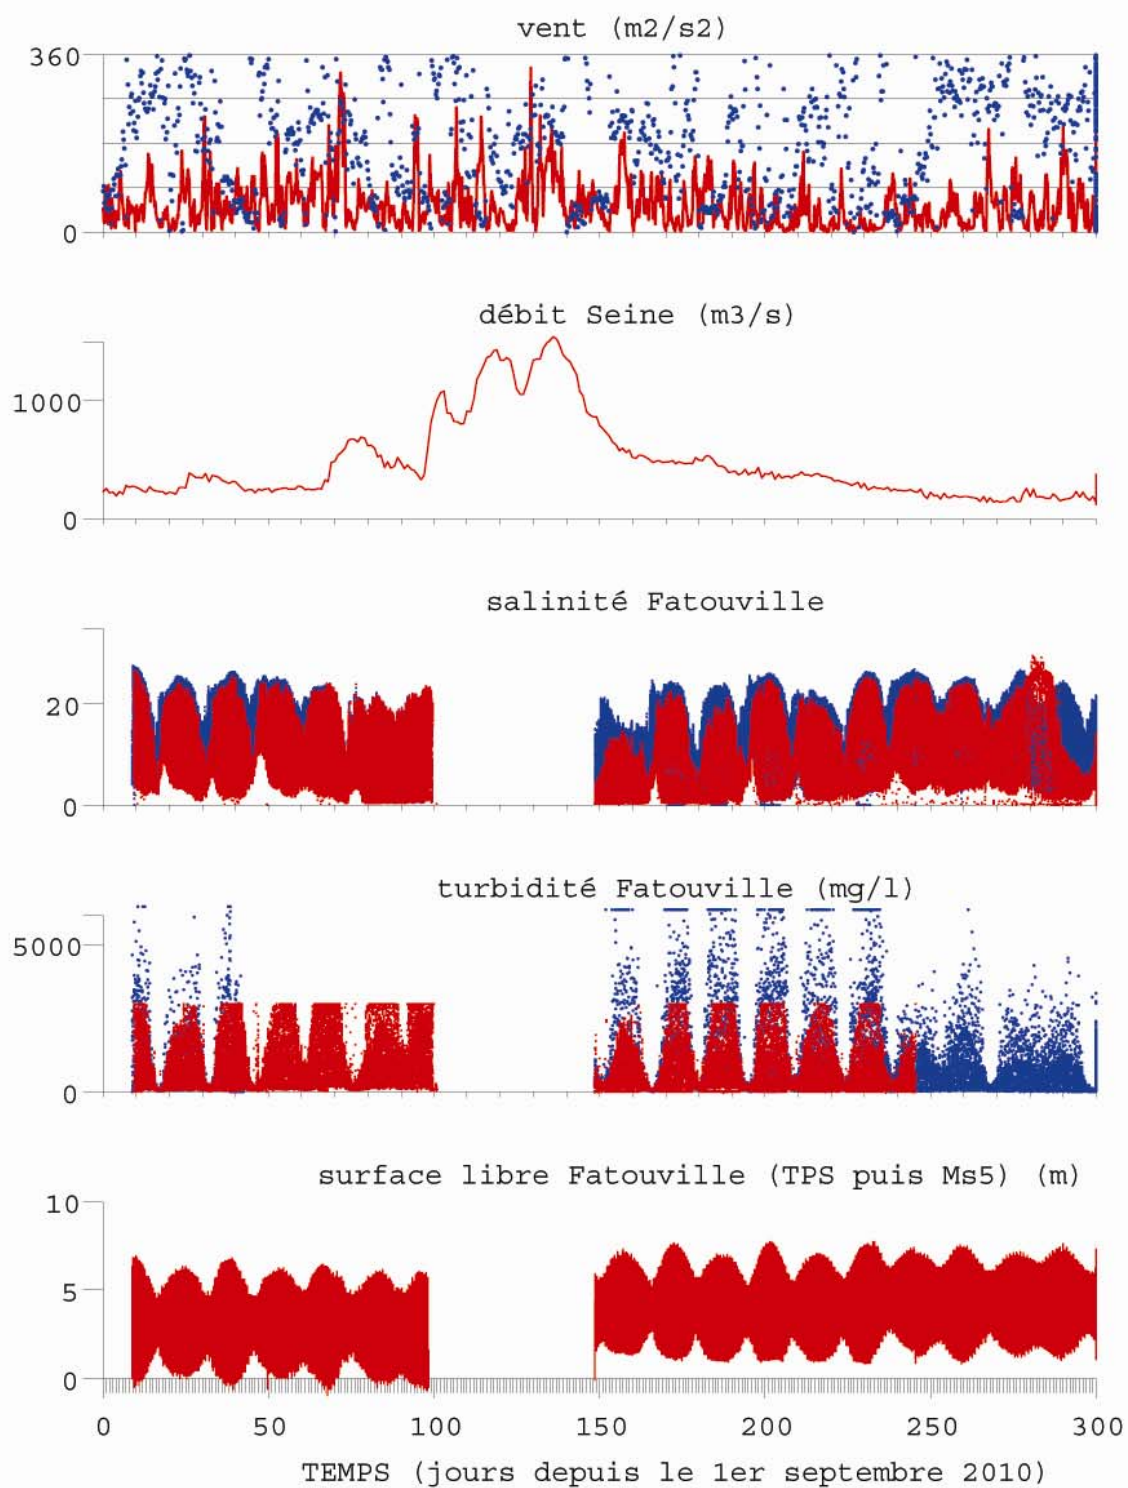 vent (m2/s2)
360
0
débit Seine (m3/s)
1000
0
salinité Fatouville
20
0
turbidité Fatouville (mg/l)
5000
0
surface libre Fatouville (TPS puis Ms5) (m)
10
5
0
0 50 100 150 200 250 300
TEMPS (jours depuis le 1er septembre 2010)